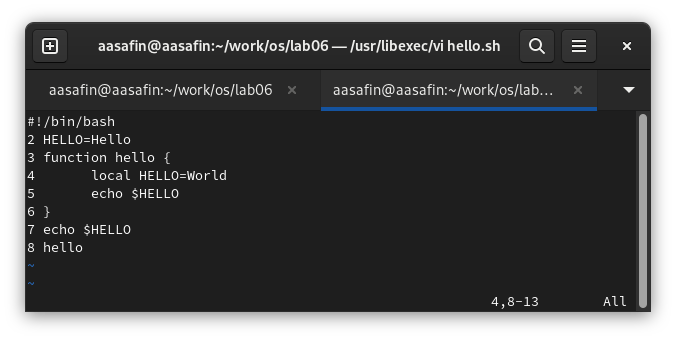 aasafin@aasafin:~/work/os/lab06 — /usr/libexec/vi hello.sh
aasafin@aasafin:~/work/os/lab06
aasafin@aasafin:~/work/os/lab…
#!/bin/bash
2 HELLO=Hello
3 function hello {
4       local HELLO=World
5       echo $HELLO
6 }
7 echo $HELLO
8 hello
~
~
4,8-13        All